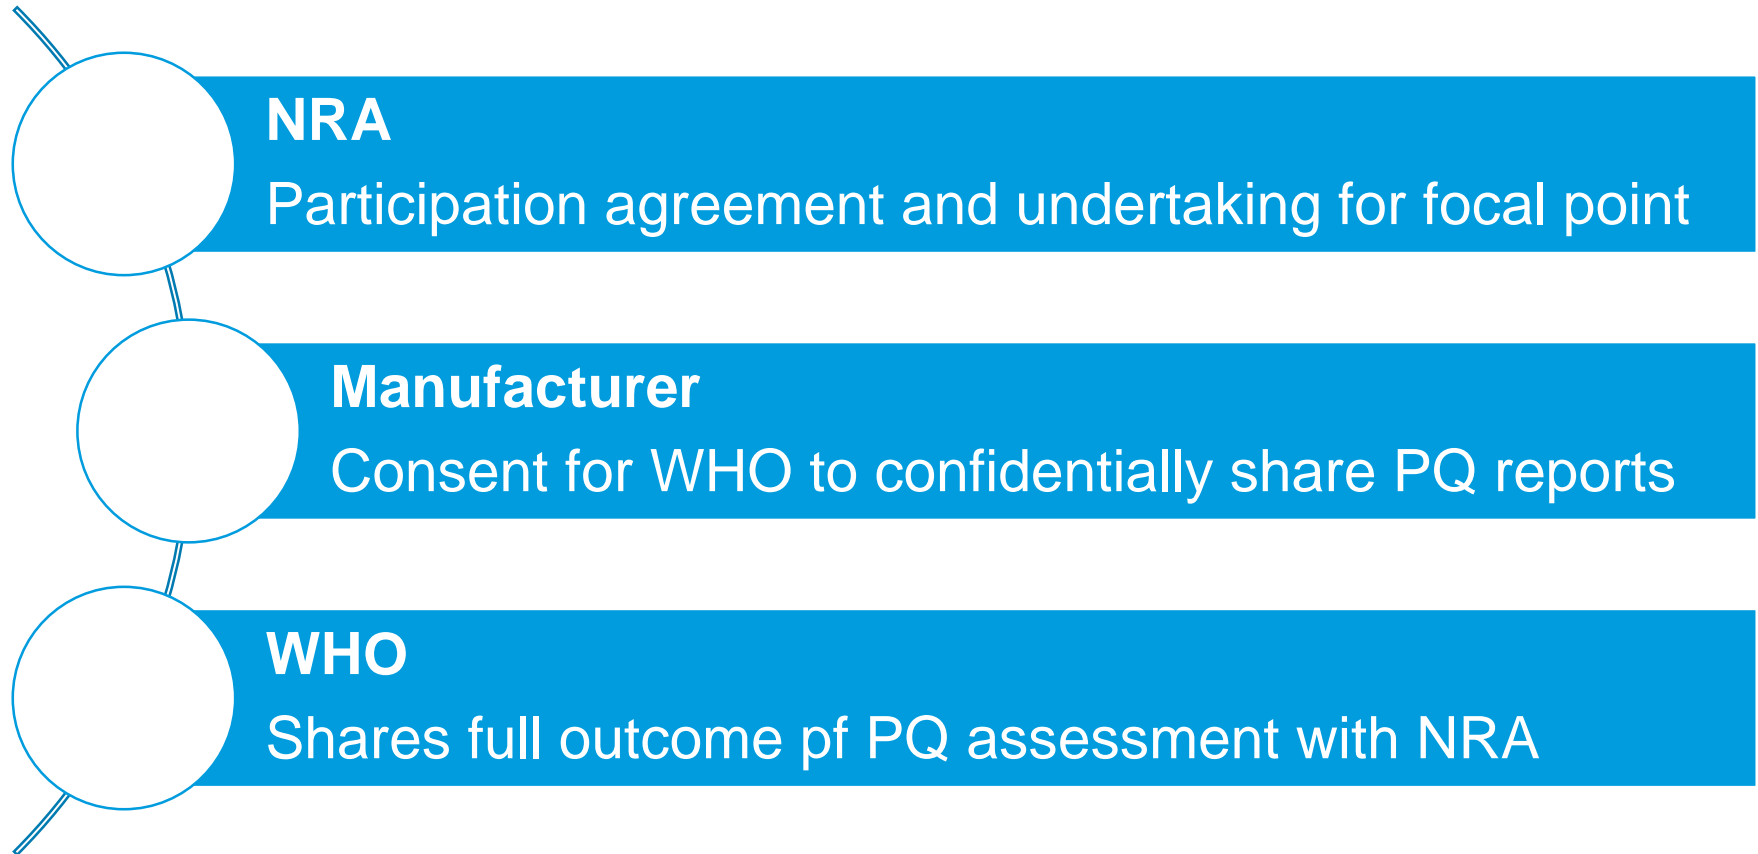 NRA
Participation agreement and undertaking for focal point
Manufacturer
Consent for WHO to confidentially share PQ reports
WHO
Shares full outcome pf PQ assessment with NRA